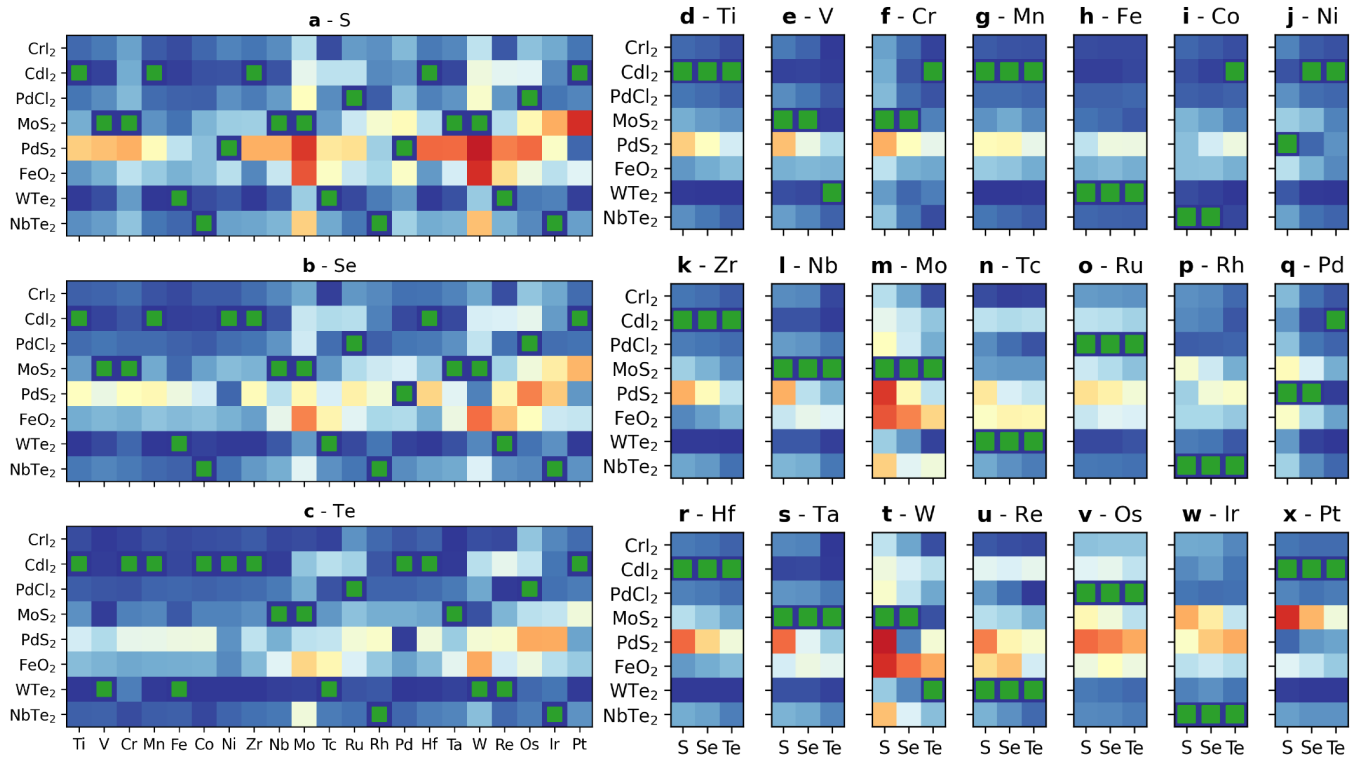 a - S
CrI₂
CdI₂
PdCl₂
MoS₂
PdS₂
FeO₂
WTe₂
NbTe₂
b - Se
CrI₂
CdI₂
PdCl₂
MoS₂
PdS₂
FeO₂
WTe₂
NbTe₂
c - Te
CrI₂
CdI₂
PdCl₂
MoS₂
PdS₂
FeO₂
WTe₂
NbTe₂
Ti V Cr Mn Fe Co Ni Zr Nb Mo Tc Ru Rh Pd Hf Ta W Re Os Ir Pt
d - Ti e - V f - Cr g - Mn h - Fe i - Co j - Ni
CrI₂
CdI₂
PdCl₂
MoS₂
PdS₂
FeO₂
WTe₂
NbTe₂
k - Zr l - Nb m - Mo n - Tc o - Ru p - Rh q - Pd
CrI₂
CdI₂
PdCl₂
MoS₂
PdS₂
FeO₂
WTe₂
NbTe₂
r - Hf s - Ta t - W u - Re v - Os w - Ir x - Pt
CrI₂
CdI₂
PdCl₂
MoS₂
PdS₂
FeO₂
WTe₂
NbTe₂
S Se Te S Se Te S Se Te S Se Te S Se Te S Se Te S Se Te